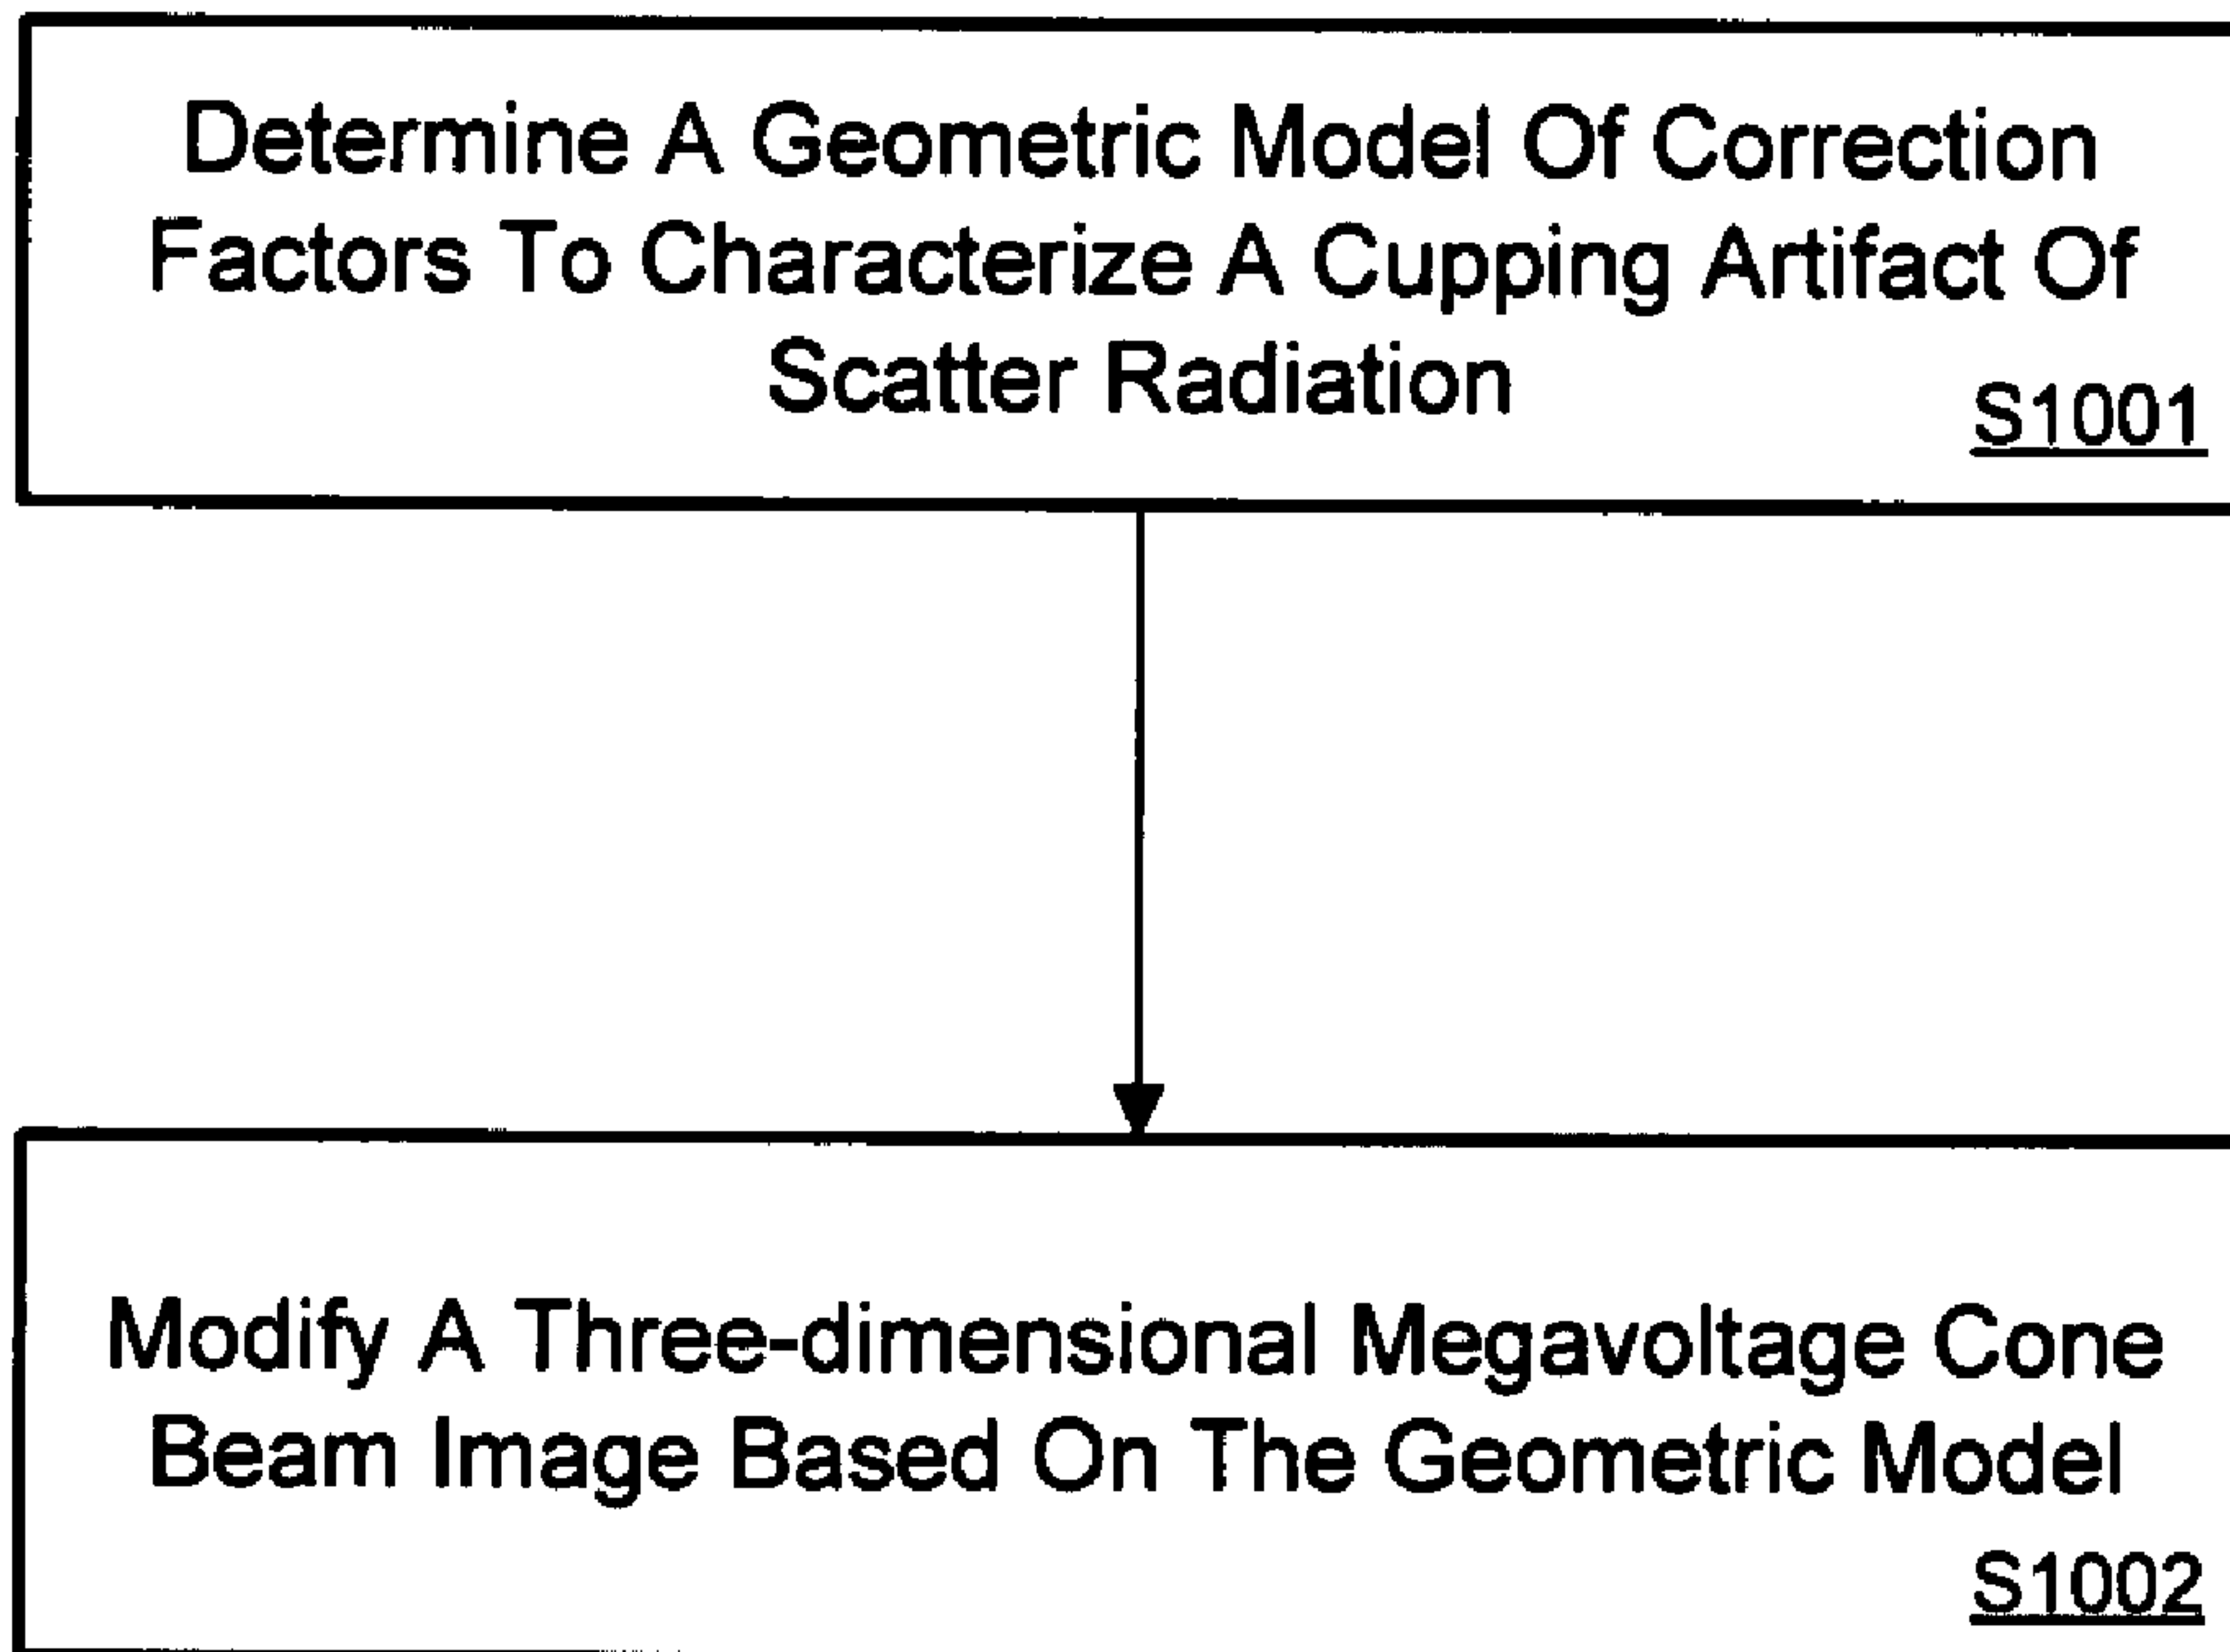 Determine A Geometric Model Of Correction
Factors To Characterize A Cupping Artifact Of
Scatter Radiation
S1001
Modify A Three-dimensional Megavoltage Cone
Beam Image Based On The Geometric Model
S1002